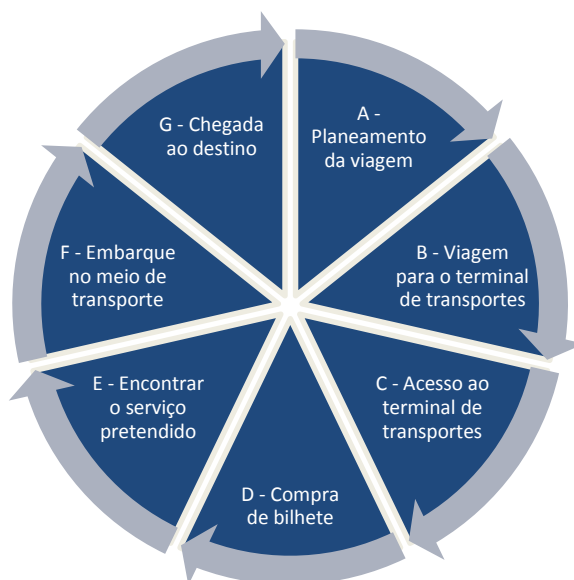 A -
Planeamento
da viagem
B - Viagem
para o terminal
de transportes
C - Acesso ao
terminal de
transportes
D - Compra
de bilhete
E - Encontrar
o serviço
pretendido
F - Embarque
no meio de
transporte
G - Chegada
ao destino